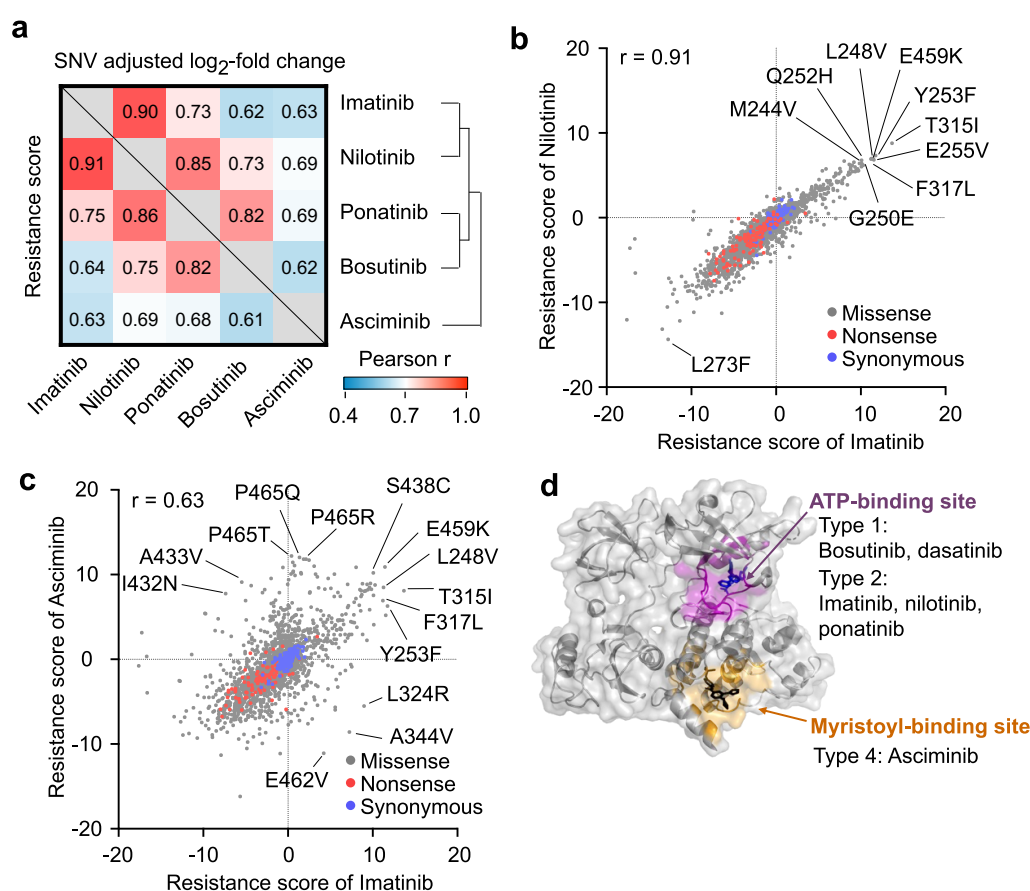 a
SNV adjusted log2-fold change
Resistance score
0.90 0.73 0.62 0.63 Imatinib
0.91 0.85 0.73 0.69 Nilotinib
0.75 0.86 0.82 0.69 Ponatinib
0.64 0.75 0.82 0.62 Bosutinib
0.63 0.69 0.68 0.61 Asciminib
Imatinib Nilotinib Ponatinib Bosutinib Asciminib
Pearson r
0.4 0.7 1.0
b
r = 0.91
Resistance score of Nilotinib
20
10
0
-10
-20
L248V
E459K
Q252H
Y253F
M244V
T315I
E255V
F317L
G250E
L273F
Missense
Nonsense
Synonymous
-20 -10 0 10 20
Resistance score of Imatinib
c
r = 0.63
Resistance score of Asciminib
20
10
0
-10
-20
P465Q
S438C
P465R
P465T
E459K
A433V
L248V
I432N
T315I
F317L
Y253F
L324R
A344V
E462V
Missense
Nonsense
Synonymous
-20 -10 0 10 20
Resistance score of Imatinib
d
ATP-binding site
Type 1:
Bosutinib, dasatinib
Type 2:
Imatinib, nilotinib,
ponatinib
Myristoyl-binding site
Type 4: Asciminib